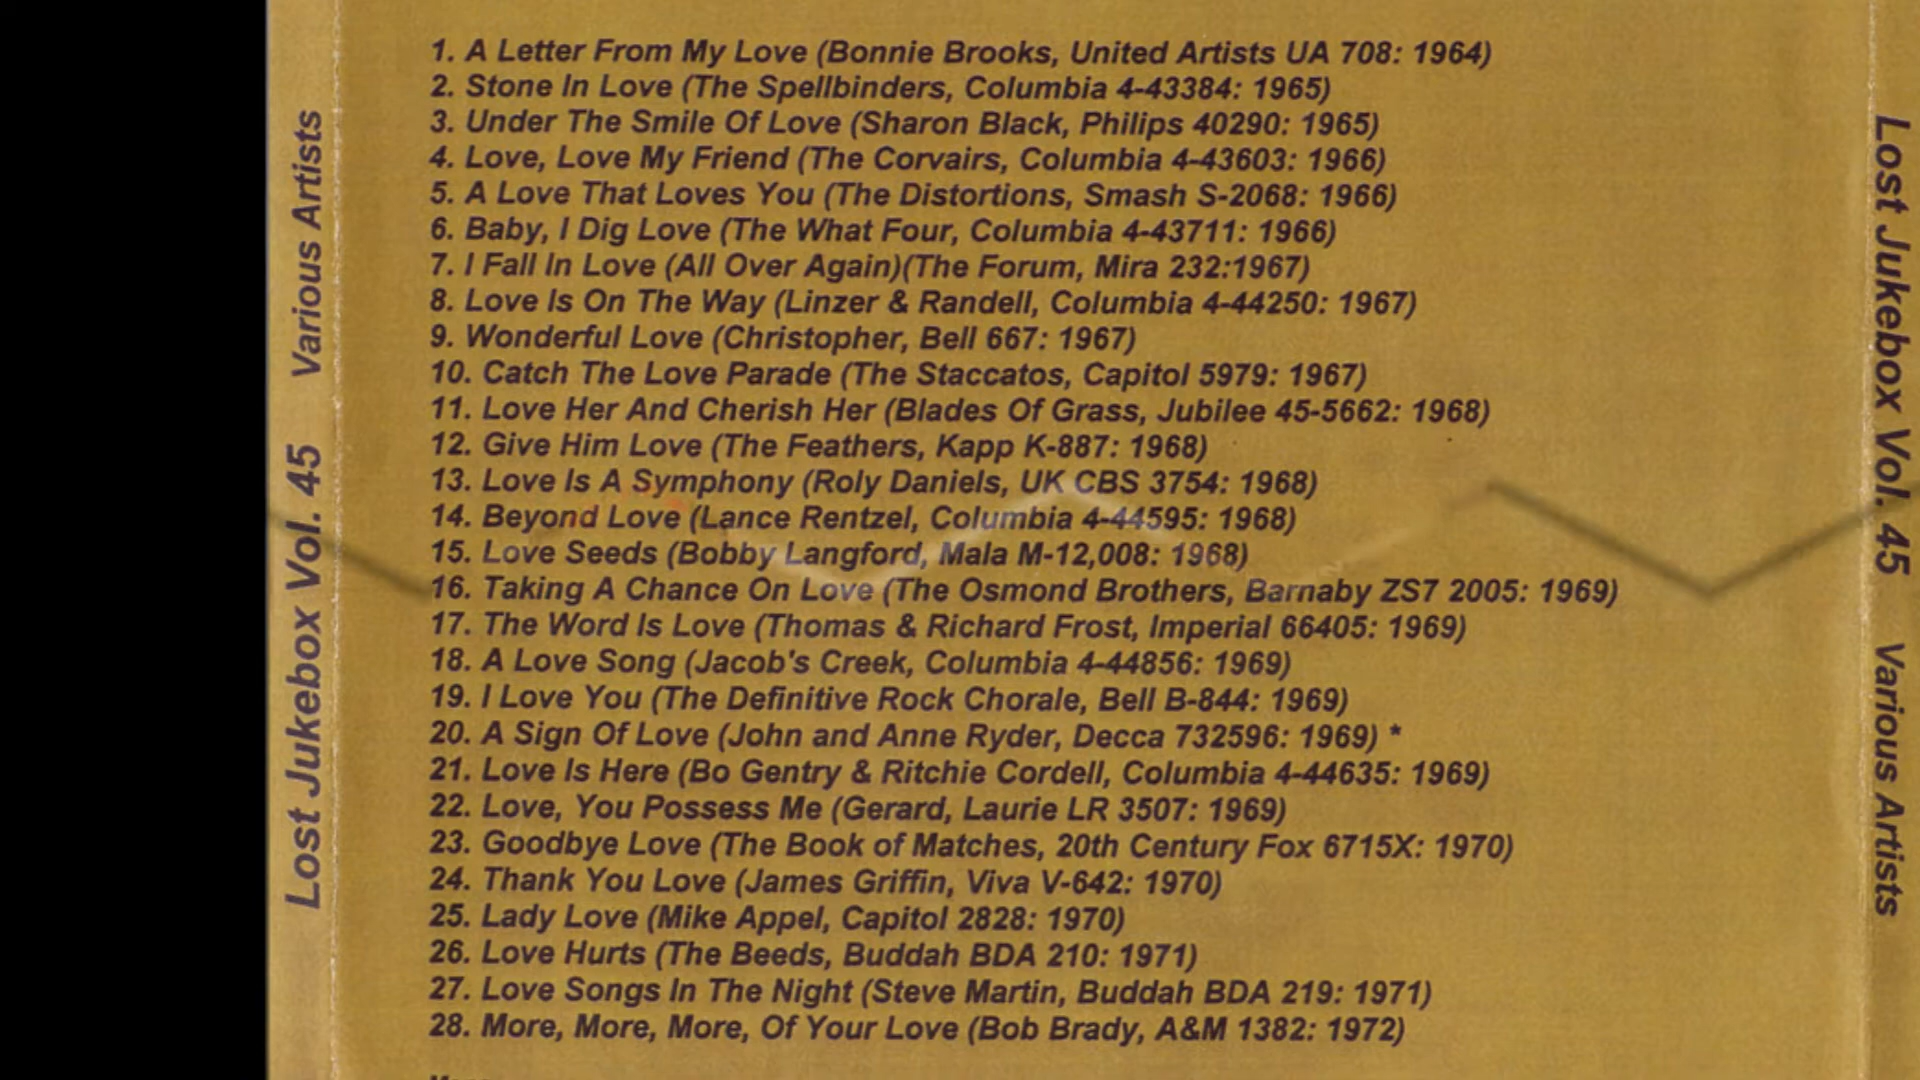 1. A Letter From My Love (Bonnie Brooks, United Artists UA 708: 1964)
2. Stone In Love (The Spellbinders, Columbia 4-43384: 1965)
3. Under The Smile Of Love (Sharon Black, Philips 40290: 1965)
4. Love, Love My Friend (The Corvairs, Columbia 4-43603: 1966)
5. A Love That Loves You (The Distortions, Smash S-2068: 1966)
6. Baby, I Dig Love (The What Four, Columbia 4-43711: 1966)
7. I Fall In Love (All Over Again)(The Forum, Mira 232:1967)
8. Love Is On The Way (Linzer & Randell, Columbia 4-44250: 1967)
9. Wonderful Love (Christopher, Bell 667: 1967)
10. Catch The Love Parade (The Staccatos, Capitol 5979: 1967)
11. Love Her And Cherish Her (Blades Of Grass, Jubilee 45-5662: 1968)
12. Give Him Love (The Feathers, Kapp K-887: 1968)
13. Love Is A Symphony (Roly Daniels, UK CBS 3754: 1968)
14. Beyond Love (Lance Rentzel, Columbia 4-44595: 1968)
15. Love Seeds (Bobby Langford, Mala M-12,008: 1968)
16. Taking A Chance On Love (The Osmond Brothers, Barnaby ZS7 2005: 1969)
17. The Word Is Love (Thomas & Richard Frost, Imperial 66405: 1969)
18. A Love Song (Jacob's Creek, Columbia 4-44856: 1969)
19. I Love You (The Definitive Rock Chorale, Bell B-844: 1969)
20. A Sign Of Love (John and Anne Ryder, Decca 732596: 1969) *
21. Love Is Here (Bo Gentry & Ritchie Cordell, Columbia 4-44635: 1969)
22. Love, You Possess Me (Gerard, Laurie LR 3507: 1969)
23. Goodbye Love (The Book of Matches, 20th Century Fox 6715X: 1970)
24. Thank You Love (James Griffin, Viva V-642: 1970)
25. Lady Love (Mike Appel, Capitol 2828: 1970)
26. Love Hurts (The Beeds, Buddah BDA 210: 1971)
27. Love Songs In The Night (Steve Martin, Buddah BDA 219: 1971)
28. More, More, More, Of Your Love (Bob Brady, A&M 1382: 1972)
Lost Jukebox Vol. 45 Various Artists
Lost Jukebox Vol. 45 Various Artists